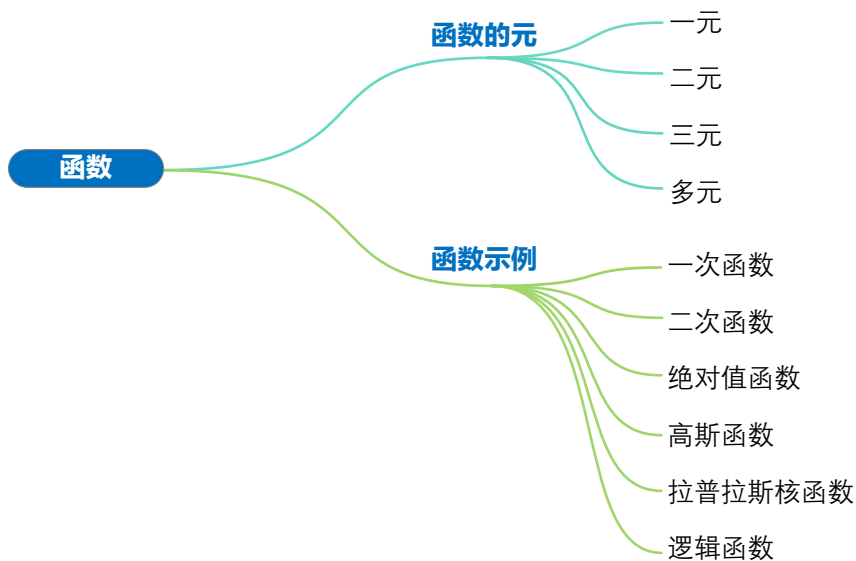 函数
函数的元
一元
二元
三元
多元
函数示例
一次函数
二次函数
绝对值函数
高斯函数
拉普拉斯核函数
逻辑函数